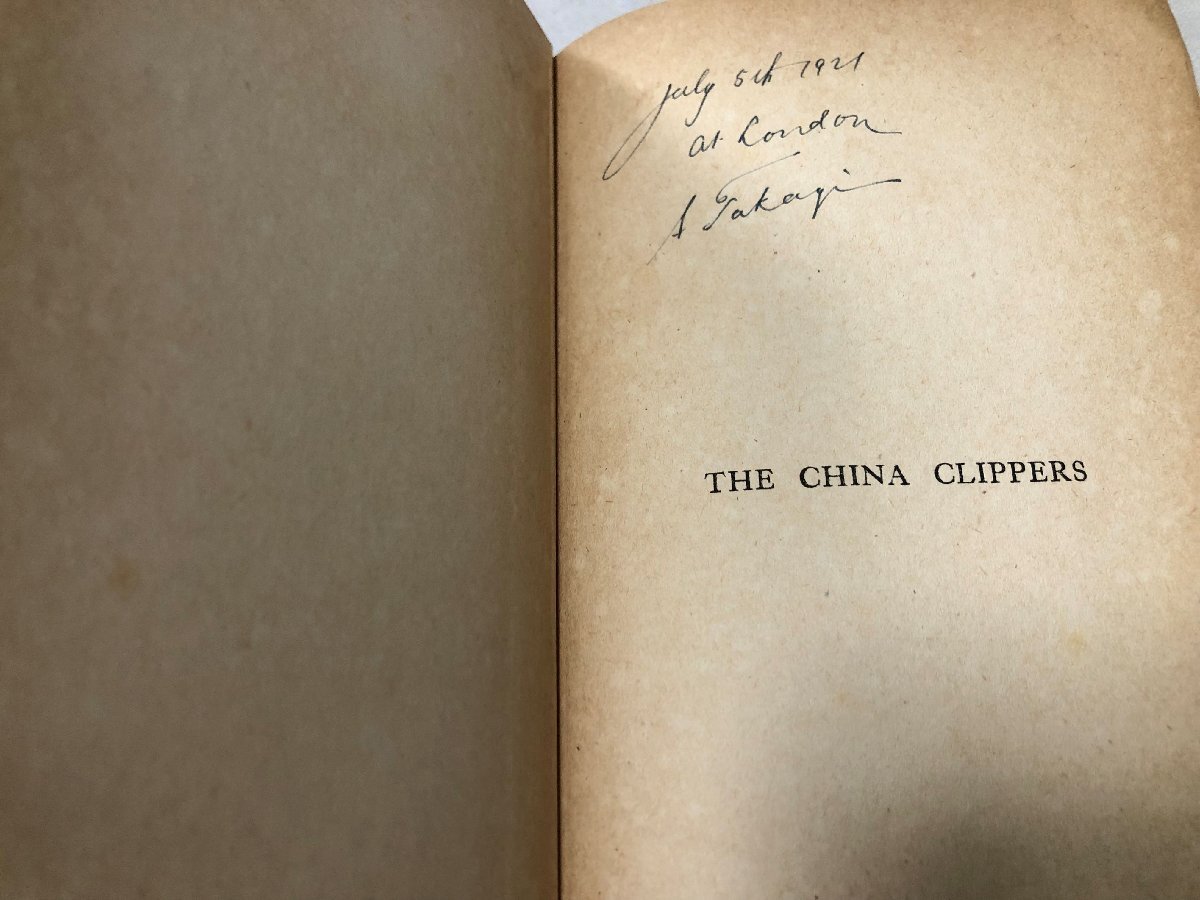 July 5th 1921
at London
A Takagi
THE CHINA CLIPPERS